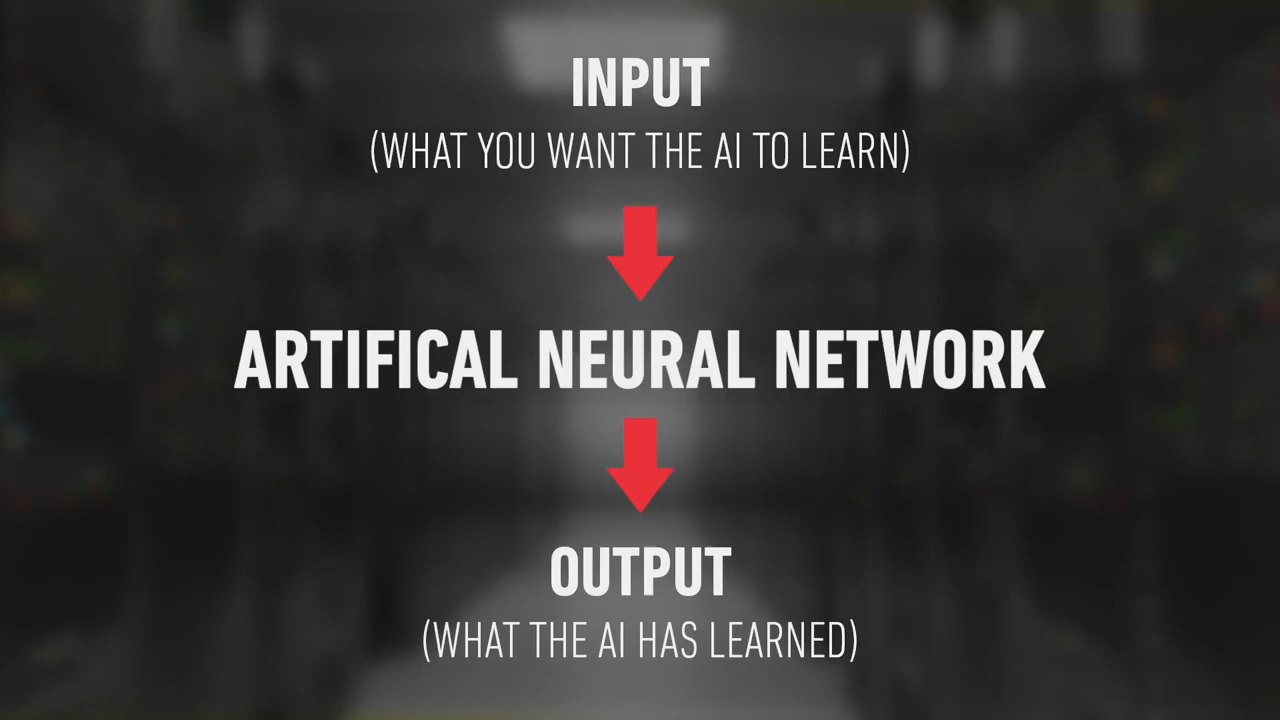 INPUT
(WHAT YOU WANT THE AI TO LEARN)
ARTIFICAL NEURAL NETWORK
OUTPUT
(WHAT THE AI HAS LEARNED)